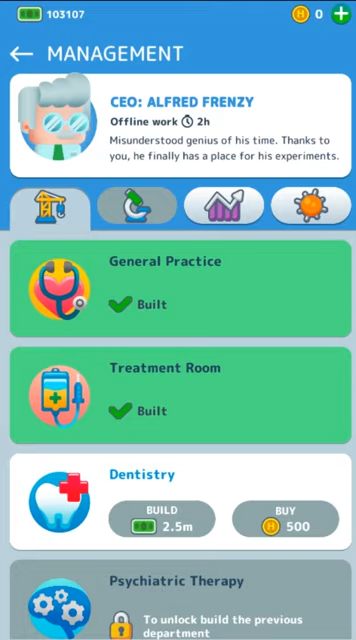 103107
H 0
MANAGEMENT
CEO: ALFRED FRENZY
Offline work 2h
Misunderstood genius of his time. Thanks to
you, he finally has a place for his experiments.
General Practice
Built
Treatment Room
Built
Dentistry
BUILD
2.5m
BUY
H 500
Psychiatric Therapy
To unlock build the previous
department